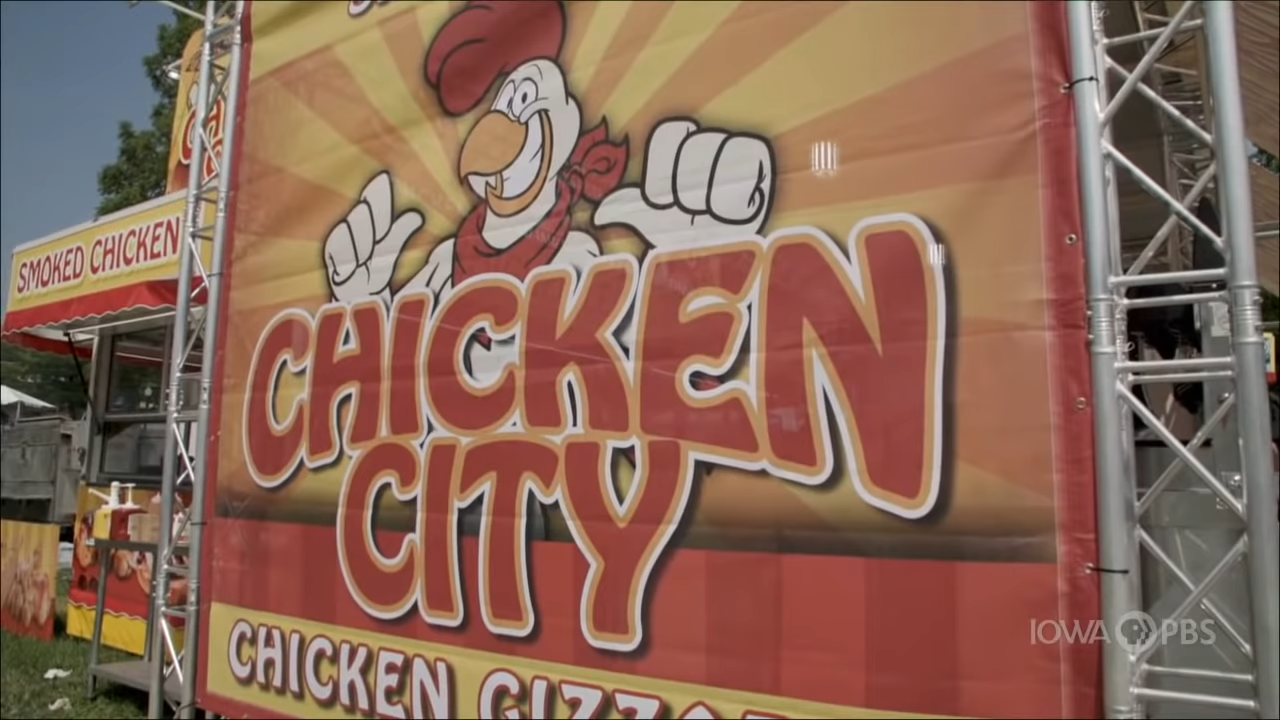 SMOKED CHICKEN
CHICKEN
CITY
CHICKEN
IOWA PBS